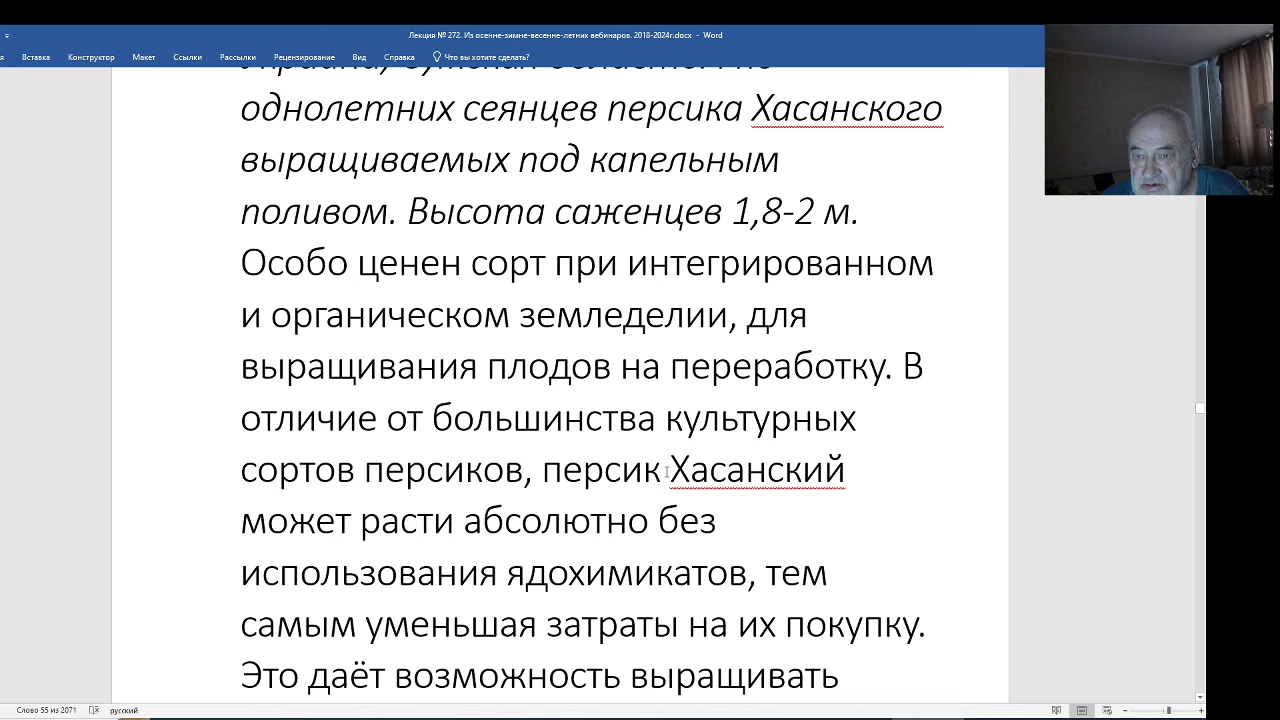 Лекция № 272. Из осенне-зимне-весенне-летних вебинаров. 2018-2024г.docx - Word
Вставка Конструктор Макет Ссылки Рассылки Рецензирование Вид Справка Что вы хотите сделать?
однолетних сеянцев персика Хасанского
выращиваемых под капельным
поливом. Высота саженцев 1,8-2 м.
Особо ценен сорт при интегрированном
и органическом земледелии, для
выращивания плодов на переработку. В
отличие от большинства культурных
сортов персиков, персик Хасанский
может расти абсолютно без
использования ядохимикатов, тем
самым уменьшая затраты на их покупку.
Это даёт возможность выращивать
Слово 55 из 2071 русский